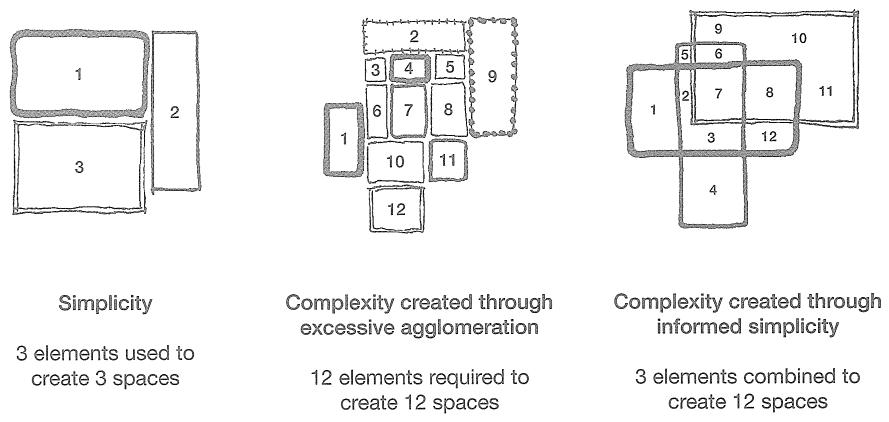 1
2
3
Simplicity
3 elements used to
create 3 spaces
2
3
4
5
9
6
7
8
1
10
11
12
Complexity created through
excessive agglomeration
12 elements required to
create 12 spaces
9
10
5
6
1
2
7
8
11
3
12
4
Complexity created through
informed simplicity
3 elements combined to
create 12 spaces